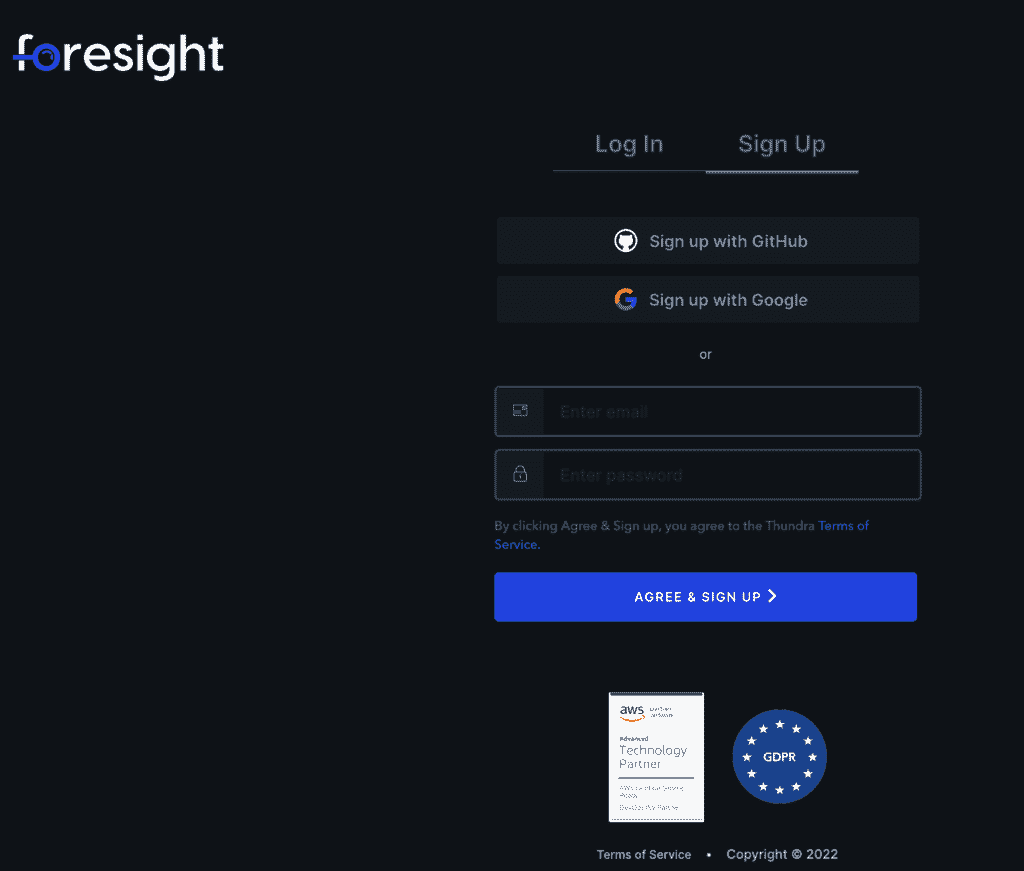 foresight
Log In
Sign Up
Sign up with GitHub
Sign up with Google
or
Enter email
Enter password
By clicking Agree & Sign up, you agree to the Thundra Terms of
Service.
AGREE & SIGN UP
aws
Advanced
Technology
Partner
GDPR
Terms of Service • Copyright © 2022